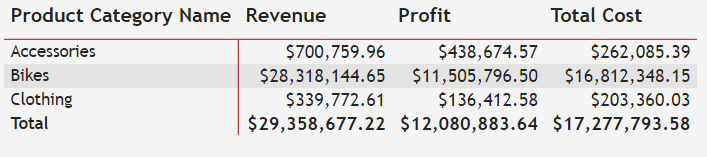 Product Category Name Revenue Profit Total Cost
Accessories $700,759.96 $438,674.57 $262,085.39
Bikes $28,318,144.65 $11,505,796.50 $16,812,348.15
Clothing $339,772.61 $136,412.58 $203,360.03
Total $29,358,677.22 $12,080,883.64 $17,277,793.58